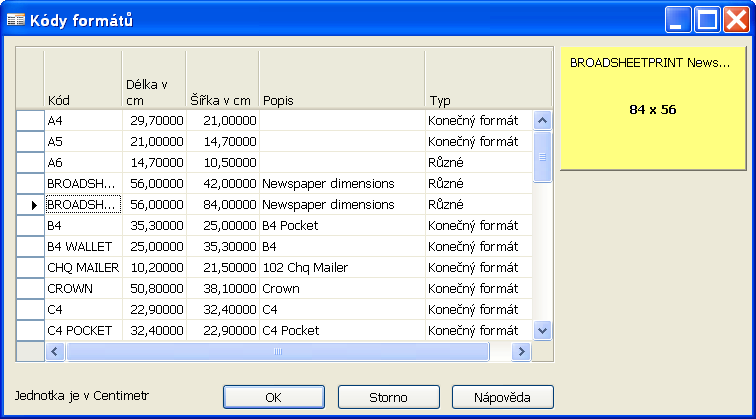 Kódy formátů
Kód Délka v cm Šířka v cm Popis Typ
A4 29,70000 21,00000 Konečný formát
A5 21,00000 14,70000 Konečný formát
A6 14,70000 10,50000 Různé
BROADSH... 56,00000 42,00000 Newspaper dimensions Různé
BROADSH... 56,00000 84,00000 Newspaper dimensions Různé
B4 35,30000 25,00000 B4 Pocket Konečný formát
B4 WALLET 25,00000 35,30000 B4 Konečný formát
CHQ MAILER 10,20000 21,50000 102 Chq Mailer Konečný formát
CROWN 50,80000 38,10000 Crown Konečný formát
C4 22,90000 32,40000 C4 Konečný formát
C4 POCKET 32,40000 22,90000 C4 Pocket Konečný formát
BROADSHEETPRINT News...
84 x 56
Jednotka je v Centimetr
OK Storno Nápověda